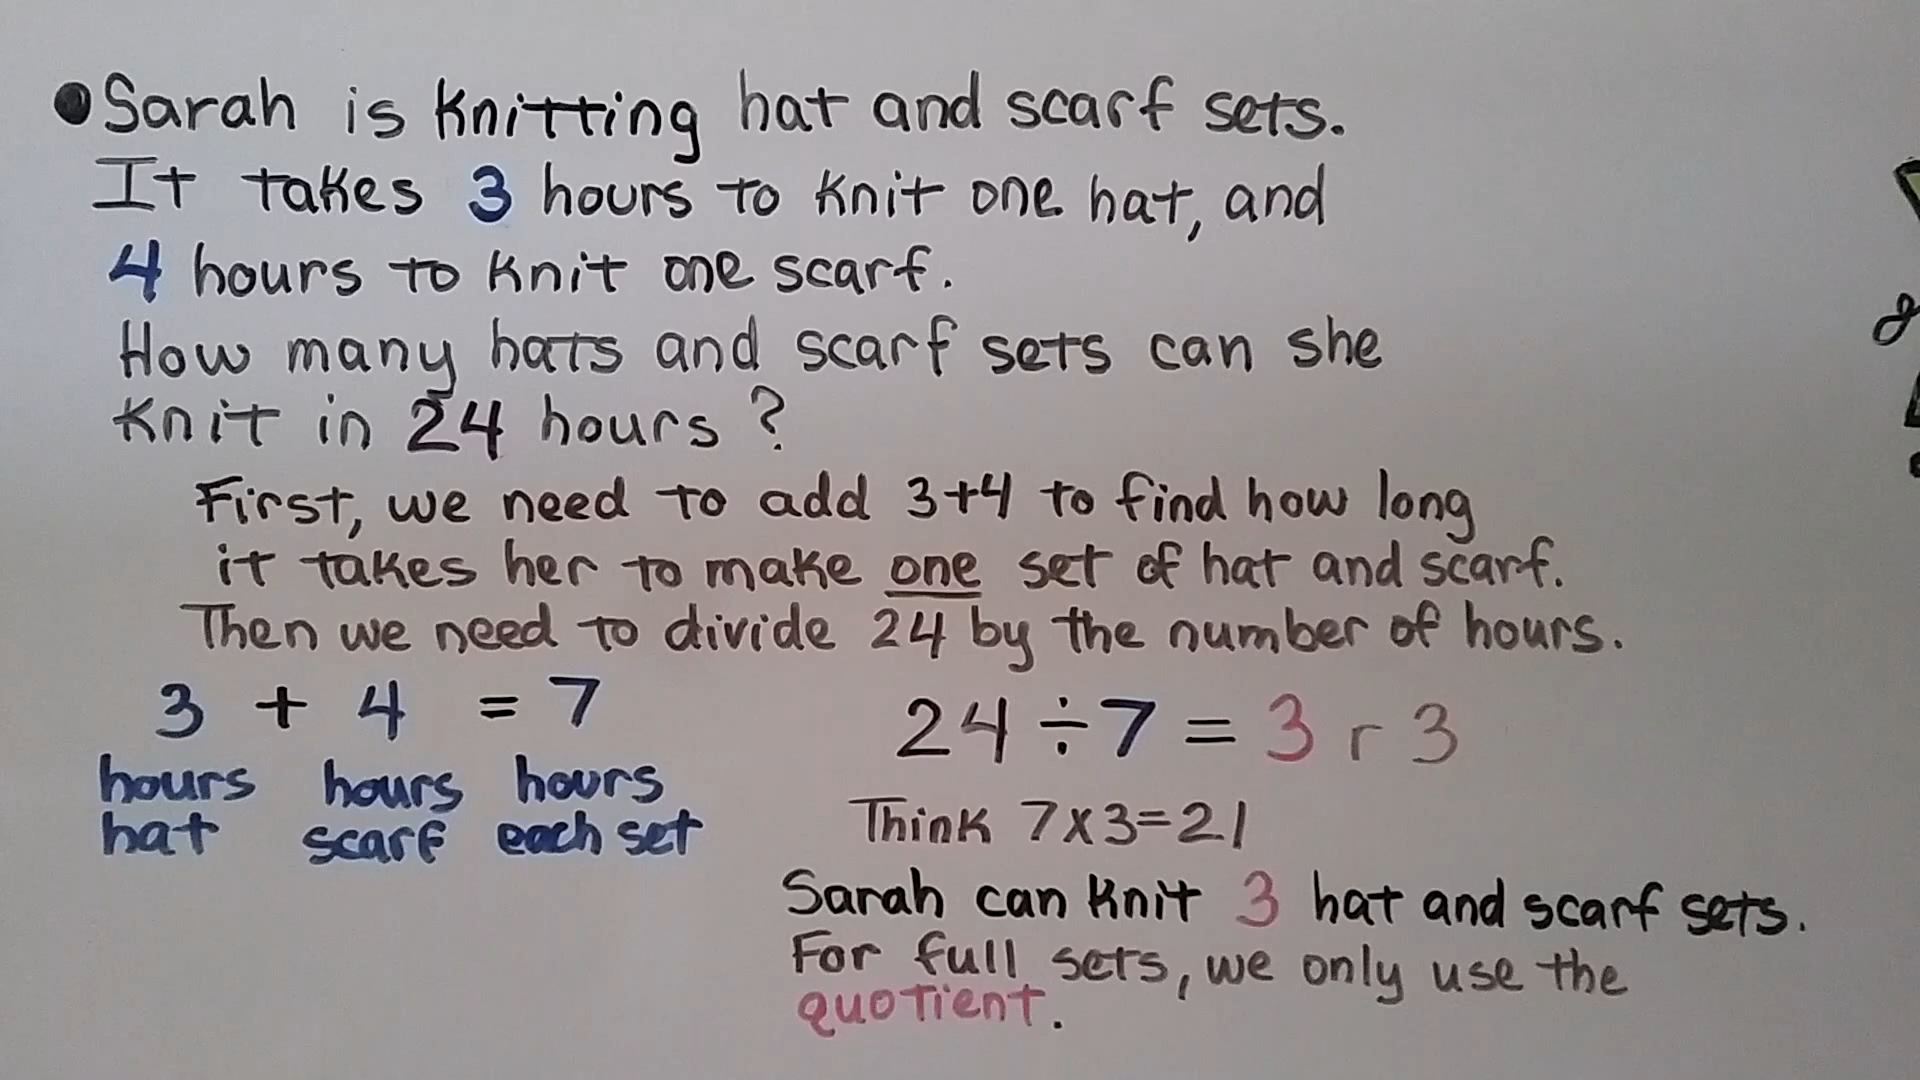 ●Sarah is knitting hat and scarf sets.
It takes 3 hours to knit one hat, and
4 hours to knit one scarf.
How many hats and scarf sets can she
knit in 24 hours?
First, we need to add 3+4 to find how long
it takes her to make one set of hat and scarf.
Then we need to divide 24 by the number of hours.
3 + 4 = 7
hours hours hours
hat scarf each set
24 ÷ 7 = 3 r 3
Think 7x3=21
Sarah can knit 3 hat and scarf sets.
For full sets, we only use the
quotient.